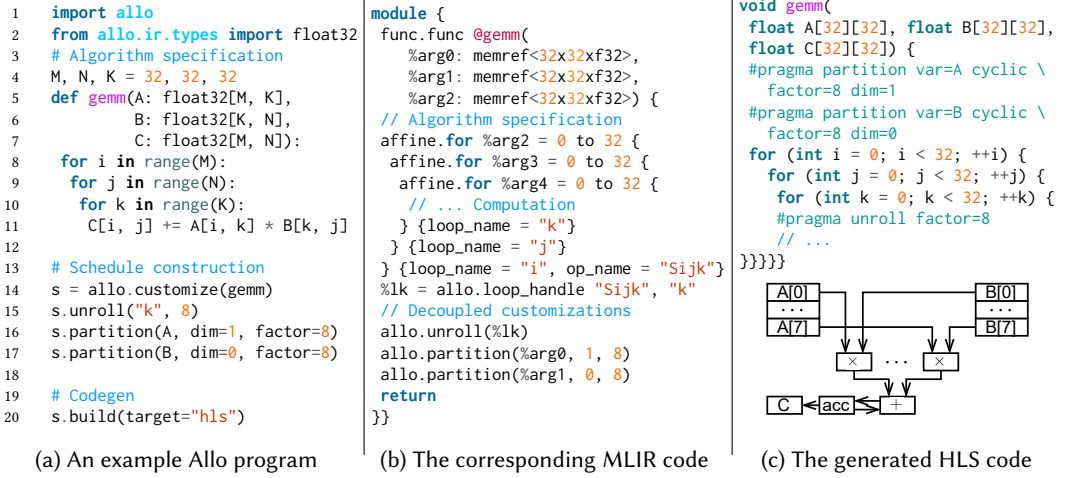 1 import allo
2 from allo.ir.types import float32
3 # Algorithm specification
4 M, N, K = 32, 32, 32
5 def gemm(A: float32[M, K],
6 B: float32[K, N],
7 C: float32[M, N]):
8 for i in range(M):
9 for j in range(N):
10 for k in range(K):
11 C[i, j] += A[i, k] * B[k, j]
12
13 # Schedule construction
14 s = allo.customize(gemm)
15 s.unroll("k", 8)
16 s.partition(A, dim=1, factor=8)
17 s.partition(B, dim=0, factor=8)
18
19 # Codegen
20 s.build(target="hls")
(a) An example Allo program
module {
func.func @gemm(
%arg0: memref<32x32xf32>,
%arg1: memref<32x32xf32>,
%arg2: memref<32x32xf32>) {
// Algorithm specification
affine.for %arg2 = 0 to 32 {
affine.for %arg3 = 0 to 32 {
affine.for %arg4 = 0 to 32 {
// ... Computation
} {loop_name = "k"}
} {loop_name = "j"}
} {loop_name = "i", op_name = "Sijk"}
%lk = allo.loop_handle "Sijk", "k"
// Decoupled customizations
allo.unroll(%lk)
allo.partition(%arg0, 1, 8)
allo.partition(%arg1, 0, 8)
return
}}
(b) The corresponding MLIR code
void gemm(
float A[32][32], float B[32][32],
float C[32][32]) {
#pragma partition var=A cyclic \
factor=8 dim=1
#pragma partition var=B cyclic \
factor=8 dim=0
for (int i = 0; i < 32; ++i) {
for (int j = 0; j < 32; ++j) {
for (int k = 0; k < 32; ++k) {
#pragma unroll factor=8
// ...
}}}}}
A[0] B[0]
... ...
A[7] B[7]
× ... ×
C acc +
(c) The generated HLS code